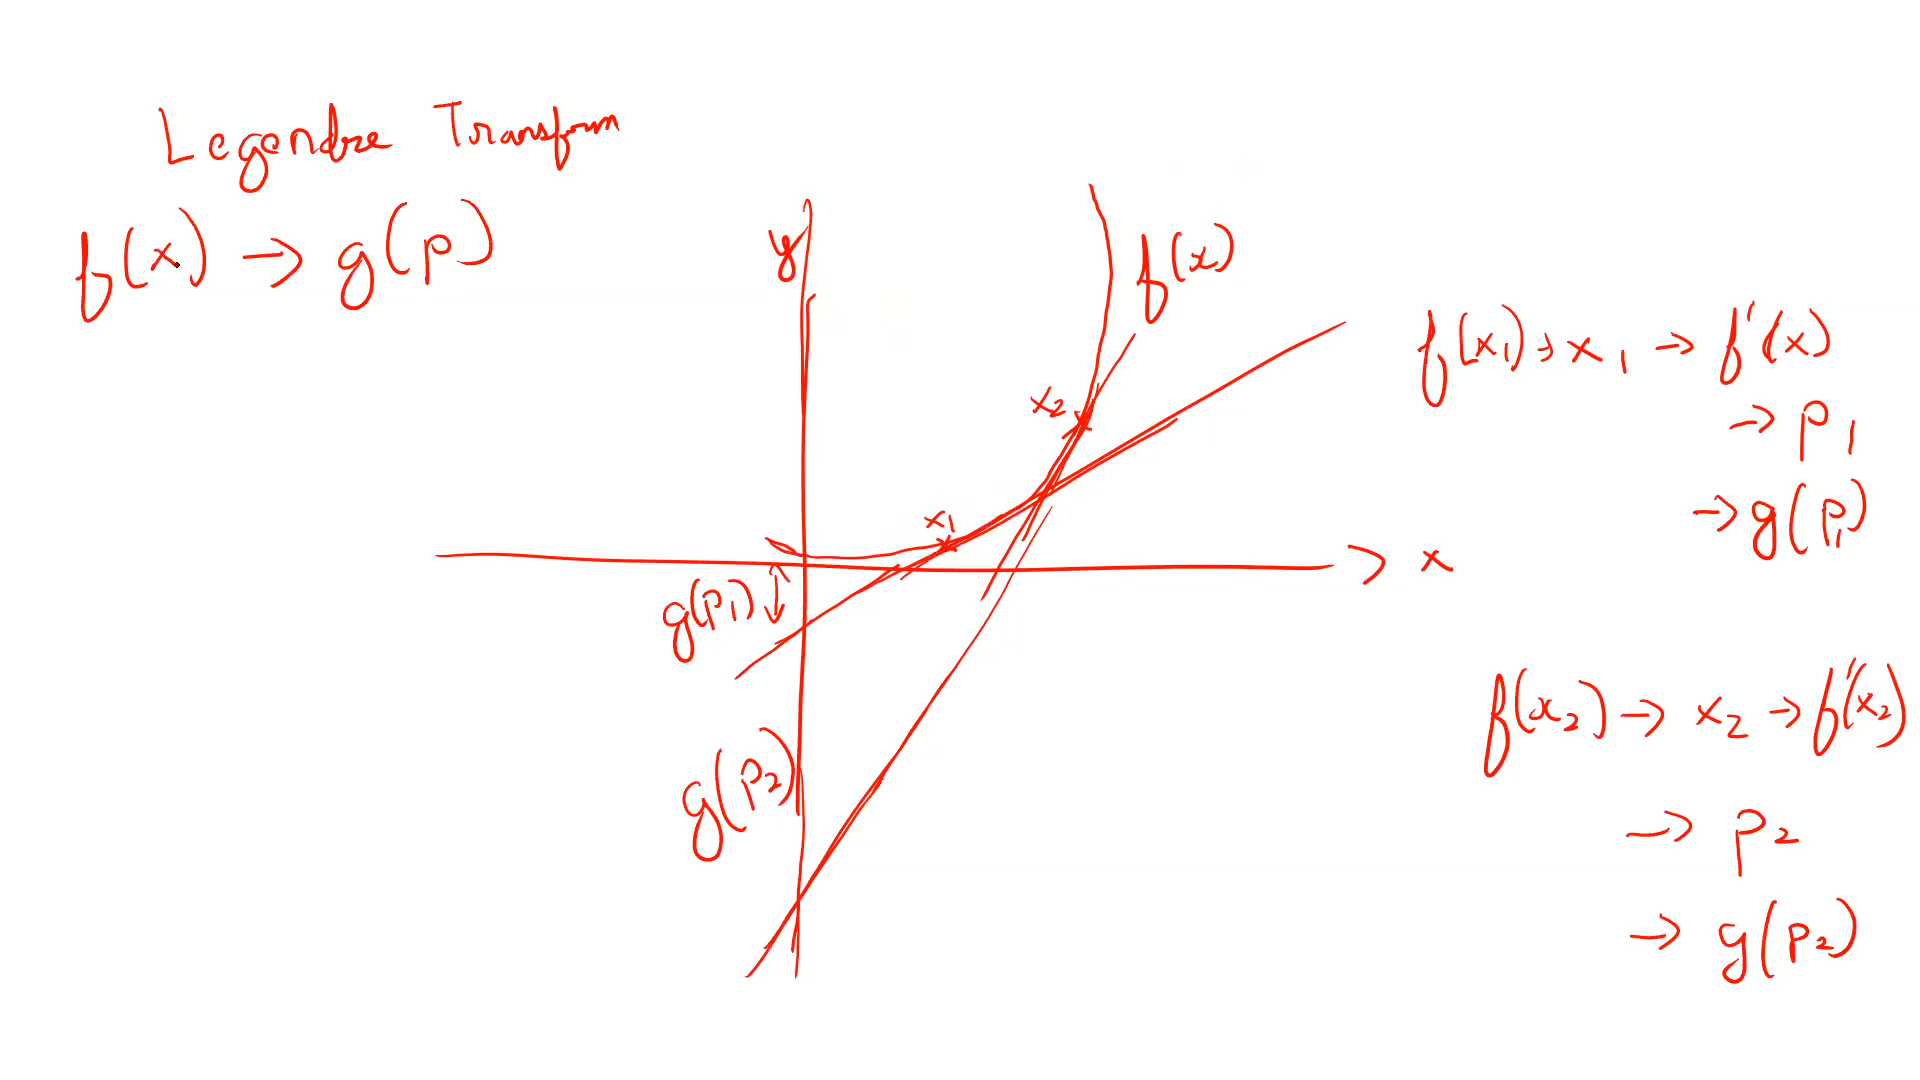 Legendre Transform
f(x) → g(p)
y
f(x)
x2
x1
x
g(p1)
g(p2)
f(x1) → x1 → f'(x)
→ p1
→ g(p1)
f(x2) → x2 → f'(x2)
→ p2
→ g(p2)